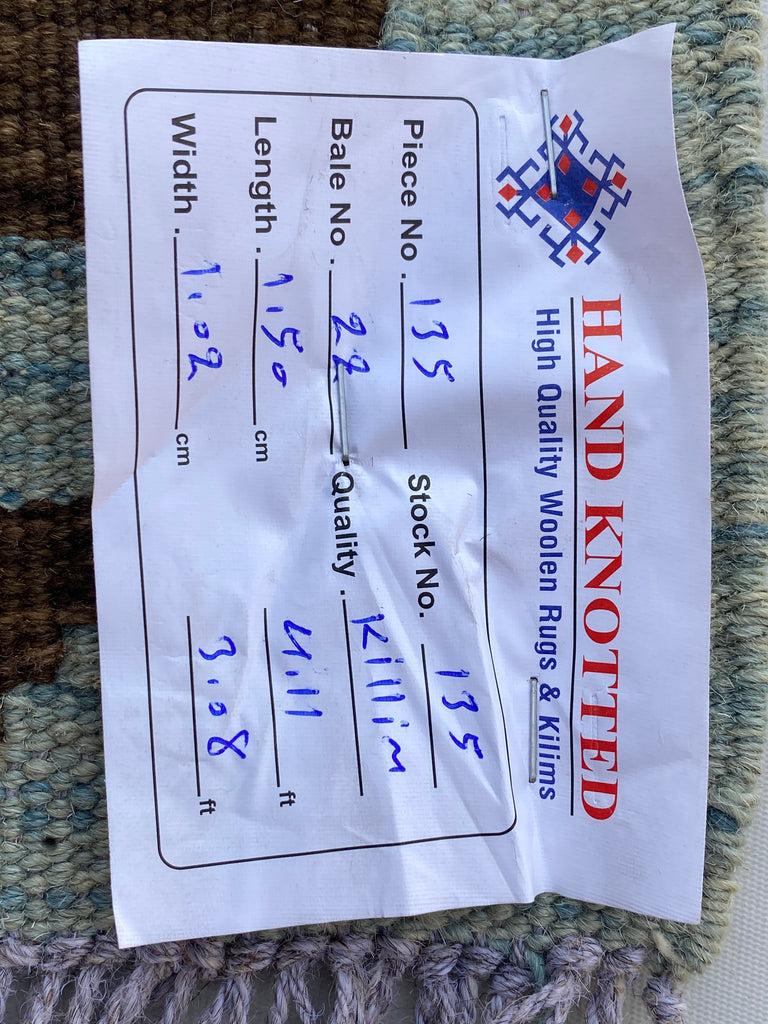 HAND KNOTTED
High Quality Woolen Rugs & Kilims
Piece No. 135 Stock No. 135
Bale No. 22 Quality. Killim
Length. 1.50 cm 4.11 ft
Width. 1.02 cm 3.08 ft